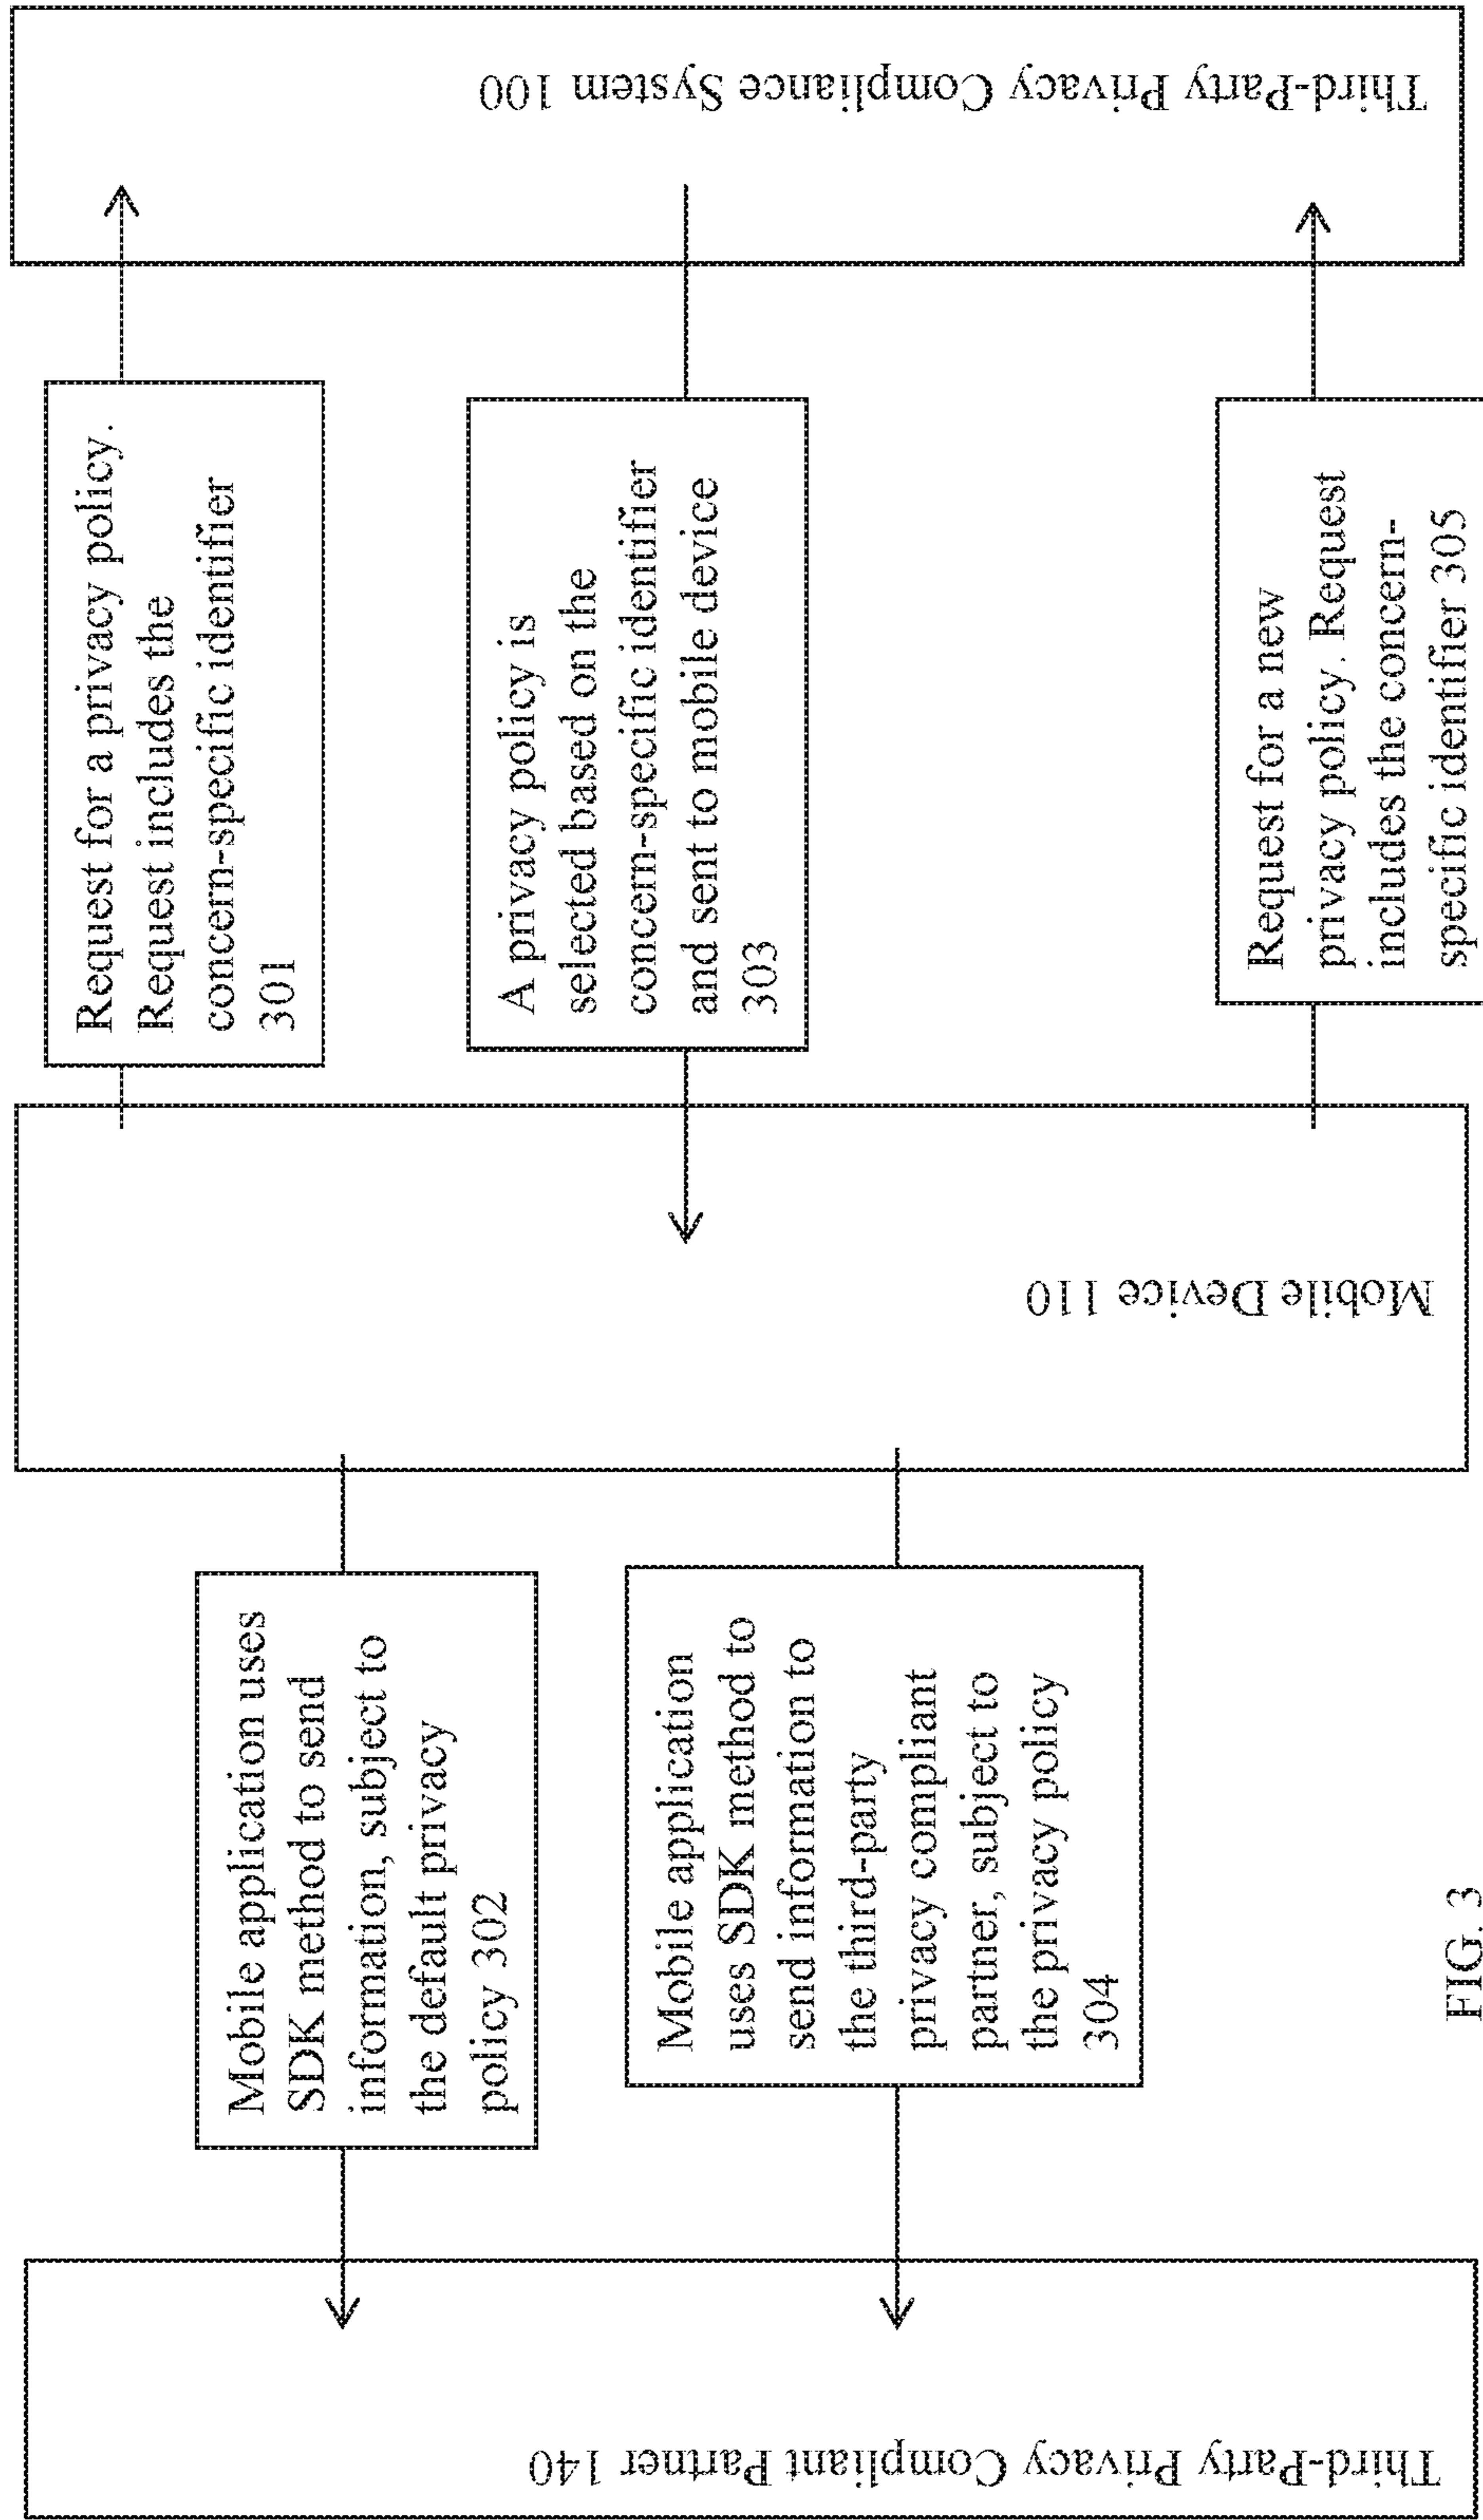 Third-Party Privacy Compliant Partner 140
Mobile application uses
SDK method to send
information, subject to
the default privacy
policy 302
Mobile application
uses SDK method to
send information to
the third-party
privacy compliant
partner, subject to
the privacy policy
304
Mobile Device 110
Request for a privacy policy.
Request includes the
concern-specific identifier
301
A privacy policy is
selected based on the
concern-specific identifier
and sent to mobile device
303
Request for a new
privacy policy. Request
includes the concern-
specific identifier 305
Third-Party Privacy Compliance System 100
FIG. 3